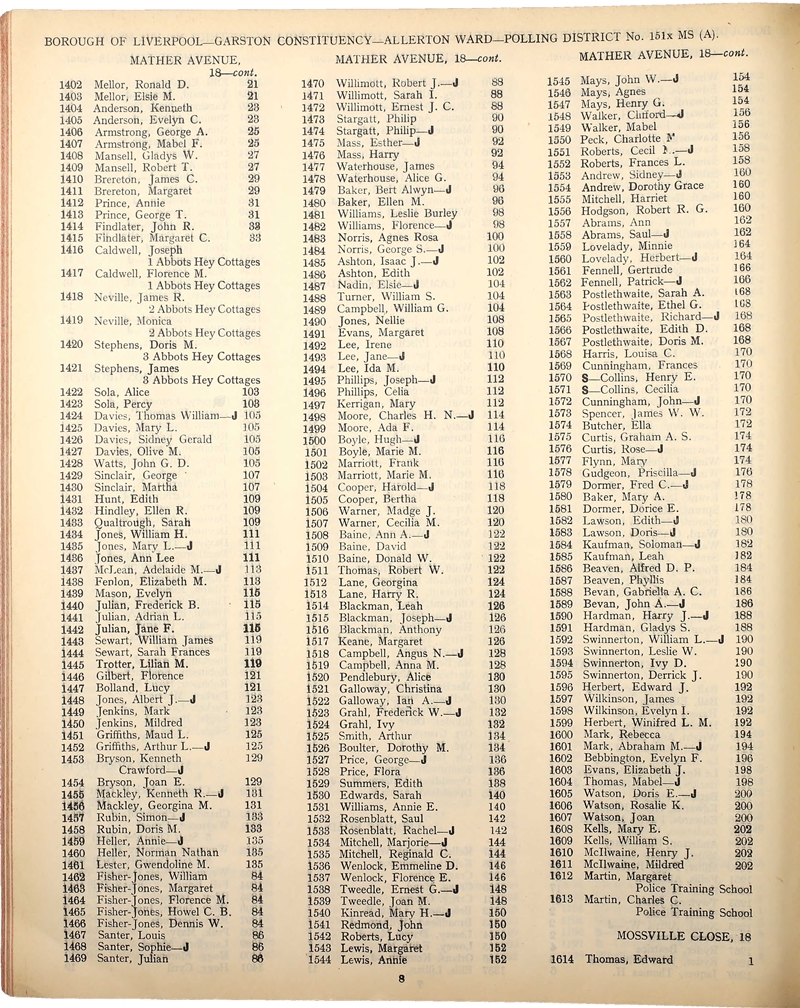 BOROUGH OF LIVERPOOL—GARSTON CONSTITUENCY—ALLERTON WARD—POLLING DISTRICT No. 151x MS (A).
MATHER AVENUE,
18—cont.
1402 Mellor, Ronald D. 21
1403 Mellor, Elsie M. 21
1404 Anderson, Kenneth 23
1405 Anderson, Evelyn C. 23
1406 Armstrong, George A. 25
1407 Armstrong, Mabel F. 25
1408 Mansell, Gladys W. 27
1409 Mansell, Robert T. 27
1410 Brereton, James C. 29
1411 Brereton, Margaret 29
1412 Prince, Annie 31
1413 Prince, George T. 31
1414 Findlater, John R. 33
1415 Findlater, Margaret C. 33
1416 Caldwell, Joseph
1 Abbots Hey Cottages
1417 Caldwell, Florence M.
1 Abbots Hey Cottages
1418 Neville, James R.
2 Abbots Hey Cottages
1419 Neville, Monica
2 Abbots Hey Cottages
1420 Stephens, Doris M.
3 Abbots Hey Cottages
1421 Stephens, James
3 Abbots Hey Cottages
1422 Sola, Alice 103
1423 Sola, Percy 103
1424 Davies, Thomas William—J 105
1425 Davies, Mary L. 105
1426 Davies, Sidney Gerald 105
1427 Davies, Olive M. 105
1428 Watts, John G. D. 105
1429 Sinclair, George 107
1430 Sinclair, Martha 107
1431 Hunt, Edith 109
1432 Hindley, Ellen R. 109
1433 Qualtrough, Sarah 109
1434 Jones, William H. 111
1435 Jones, Mary L.—J 111
1436 Jones, Ann Lee 111
1437 McLean, Adelaide M.—J 113
1438 Fenlon, Elizabeth M. 113
1439 Mason, Evelyn 115
1440 Julian, Frederick B. 115
1441 Julian, Adrian L. 115
1442 Julian, Jane F. 115
1443 Sewart, William James 119
1444 Sewart, Sarah Frances 119
1445 Trotter, Lilian M. 119
1446 Gilbert, Florence 121
1447 Bolland, Lucy 121
1448 Jones, Albert J.—J 123
1449 Jenkins, Mark 123
1450 Jenkins, Mildred 123
1451 Griffiths, Maud L. 125
1452 Griffiths, Arthur L.—J 125
1453 Bryson, Kenneth 129
Crawford—J
1454 Bryson, Joan E. 129
1455 Mackley, Kenneth R.—J 131
1456 Mackley, Georgina M. 131
1457 Rubin, Simon—J 133
1458 Rubin, Doris M. 133
1459 Heller, Annie—J 135
1460 Heller, Norman Nathan 135
1461 Lester, Gwendoline M. 135
1462 Fisher-Jones, William 84
1463 Fisher-Jones, Margaret 84
1464 Fisher-Jones, Florence M. 84
1465 Fisher-Jones, Howel C. B. 84
1466 Fisher-Jones, Dennis W. 84
1467 Santer, Louis 86
1468 Santer, Sophie—J 86
1469 Santer, Julian 86
MATHER AVENUE, 18—cont.
1470 Willimott, Robert J.—J 88
1471 Willimott, Sarah I. 88
1472 Willimott, Ernest J. C. 88
1473 Stargatt, Philip 90
1474 Stargatt, Philip—J 90
1475 Mass, Esther—J 92
1476 Mass, Harry 92
1477 Waterhouse, James 94
1478 Waterhouse, Alice G. 94
1479 Baker, Bert Alwyn—J 96
1480 Baker, Ellen M. 96
1481 Williams, Leslie Burley 98
1482 Williams, Florence—J 98
1483 Norris, Agnes Rosa 100
1484 Norris, George S.—J 100
1485 Ashton, Isaac J.—J 102
1486 Ashton, Edith 102
1487 Nadin, Elsie—J 104
1488 Turner, William S. 104
1489 Campbell, William G. 104
1490 Jones, Nellie 108
1491 Evans, Margaret 108
1492 Lee, Irene 110
1493 Lee, Jane—J 110
1494 Lee, Ida M. 110
1495 Phillips, Joseph—J 112
1496 Phillips, Celia 112
1497 Kerrigan, Mary 112
1498 Moore, Charles H. N.—J 114
1499 Moore, Ada F. 114
1500 Boyle, Hugh—J 116
1501 Boyle, Marie M. 116
1502 Marriott, Frank 116
1503 Marriott, Marie M. 116
1504 Cooper, Harold—J 118
1505 Cooper, Bertha 118
1506 Warner, Madge J. 120
1507 Warner, Cecilia M. 120
1508 Baine, Ann A.—J 122
1509 Baine, David 122
1510 Baine, Donald W. 122
1511 Thomas, Robert W. 122
1512 Lane, Georgina 124
1513 Lane, Harry R. 124
1514 Blackman, Leah 126
1515 Blackman, Joseph—J 126
1516 Blackman, Anthony 126
1517 Keane, Margaret 126
1518 Campbell, Angus N.—J 128
1519 Campbell, Anna M. 128
1520 Pendlebury, Alice 130
1521 Galloway, Christina 130
1522 Galloway, Ian A.—J 130
1523 Grahl, Frederick W.—J 132
1524 Grahl, Ivy 132
1525 Smith, Arthur 134
1526 Boulter, Dorothy M. 134
1527 Price, George—J 136
1528 Price, Flora 136
1529 Summers, Edith 138
1530 Edwards, Sarah 140
1531 Williams, Annie E. 140
1532 Rosenblatt, Saul 142
1533 Rosenblatt, Rachel—J 142
1534 Mitchell, Marjorie—J 144
1535 Mitchell, Reginald C. 144
1536 Wenlock, Emmeline D. 146
1537 Wenlock, Florence E. 146
1538 Tweedle, Ernest G.—J 148
1539 Tweedle, Joan M. 148
1540 Kinread, Mary H.—J 150
1541 Redmond, John 150
1542 Roberts, Lucy 150
1543 Lewis, Margaret 152
1544 Lewis, Annie 152
MATHER AVENUE, 18—cont.
1545 Mays, John W.—J 154
1546 Mays, Agnes 154
1547 Mays, Henry G. 154
1548 Walker, Clifford—J 156
1549 Walker, Mabel 156
1550 Peck, Charlotte 156
1551 Roberts, Cecil —J 158
1552 Roberts, Frances L. 158
1553 Andrew, Sidney—J 160
1554 Andrew, Dorothy Grace 160
1555 Mitchell, Harriet 160
1556 Hodgson, Robert R. G. 160
1557 Abrams, Ann 162
1558 Abrams, Saul—J 162
1559 Lovelady, Minnie 164
1560 Lovelady, Herbert—J 164
1561 Fennell, Gertrude 166
1562 Fennell, Patrick—J 166
1563 Postlethwaite, Sarah A. 168
1564 Postlethwaite, Ethel G. 168
1565 Postlethwaite, Richard—J 168
1566 Postlethwaite, Edith D. 168
1567 Postlethwaite, Doris M. 168
1568 Harris, Louisa C. 170
1569 Cunningham, Frances 170
1570 S—Collins, Henry E. 170
1571 S—Collins, Cecilia 170
1572 Cunningham, John—J 170
1573 Spencer, James W. W. 172
1574 Butcher, Ella 172
1575 Curtis, Graham A. S. 174
1576 Curtis, Rose—J 174
1577 Flynn, Mary 174
1578 Gudgeon, Priscilla—J 176
1579 Dormer, Fred C.—J 178
1580 Baker, Mary A. 178
1581 Dormer, Dorice E. 178
1582 Lawson, Edith—J 180
1583 Lawson, Doris—J 180
1584 Kaufman, Soloman—J 182
1585 Kaufman, Leah 182
1586 Beaven, Alfred D. P. 184
1587 Beaven, Phyllis 184
1588 Bevan, Gabriella A. C. 186
1589 Bevan, John A.—J 186
1590 Hardman, Harry J.—J 188
1591 Hardman, Gladys S. 188
1592 Swinnerton, William L.—J 190
1593 Swinnerton, Leslie W. 190
1594 Swinnerton, Ivy D. 190
1595 Swinnerton, Derrick J. 190
1596 Herbert, Edward J. 192
1597 Wilkinson, James 192
1598 Wilkinson, Evelyn I. 192
1599 Herbert, Winifred L. M. 192
1600 Mark, Rebecca 194
1601 Mark, Abraham M.—J 194
1602 Bebbington, Evelyn F. 196
1603 Evans, Elizabeth J. 198
1604 Thomas, Mabel—J 198
1605 Watson, Doris E.—J 200
1606 Watson, Rosalie K. 200
1607 Watson, Joan 200
1608 Kells, Mary E. 202
1609 Kells, William S. 202
1610 McIlwaine, Henry J. 202
1611 McIlwaine, Mildred 202
1612 Martin, Margaret
Police Training School
1613 Martin, Charles C.
Police Training School
MOSSVILLE CLOSE, 18
1614 Thomas, Edward 1
8